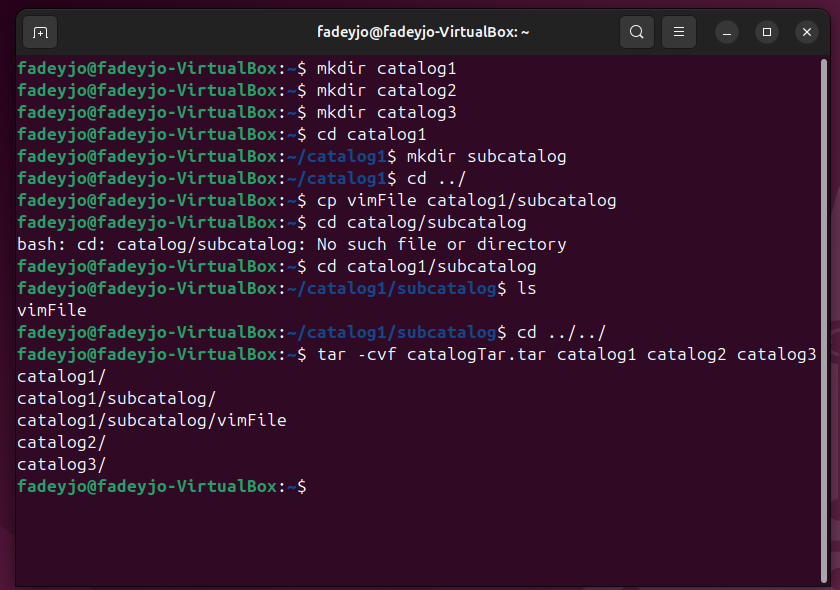 fadeyjo@fadeyjo-VirtualBox: ~
fadeyjo@fadeyjo-VirtualBox:~$ mkdir catalog1
fadeyjo@fadeyjo-VirtualBox:~$ mkdir catalog2
fadeyjo@fadeyjo-VirtualBox:~$ mkdir catalog3
fadeyjo@fadeyjo-VirtualBox:~$ cd catalog1
fadeyjo@fadeyjo-VirtualBox:~/catalog1$ mkdir subcatalog
fadeyjo@fadeyjo-VirtualBox:~/catalog1$ cd ../
fadeyjo@fadeyjo-VirtualBox:~$ cp vimFile catalog1/subcatalog
fadeyjo@fadeyjo-VirtualBox:~$ cd catalog/subcatalog
bash: cd: catalog/subcatalog: No such file or directory
fadeyjo@fadeyjo-VirtualBox:~$ cd catalog1/subcatalog
fadeyjo@fadeyjo-VirtualBox:~/catalog1/subcatalog$ ls
vimFile
fadeyjo@fadeyjo-VirtualBox:~/catalog1/subcatalog$ cd ../../
fadeyjo@fadeyjo-VirtualBox:~$ tar -cvf catalogTar.tar catalog1 catalog2 catalog3
catalog1/
catalog1/subcatalog/
catalog1/subcatalog/vimFile
catalog2/
catalog3/
fadeyjo@fadeyjo-VirtualBox:~$